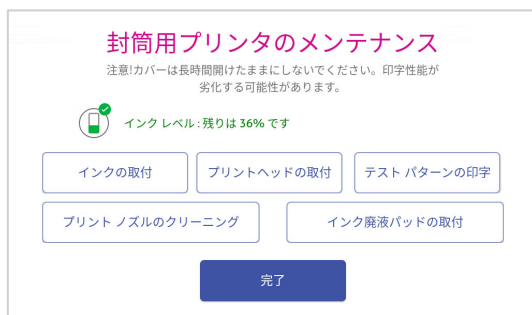 封筒用プリンタのメンテナンス
注意!カバーは長時間開けたままにしないでください。印字性能が
劣化する可能性があります。
インク レベル : 残りは 36% です
インクの取付
プリントヘッドの取付
テスト パターンの印字
プリント ノズルのクリーニング
インク廃液パッドの取付
完了